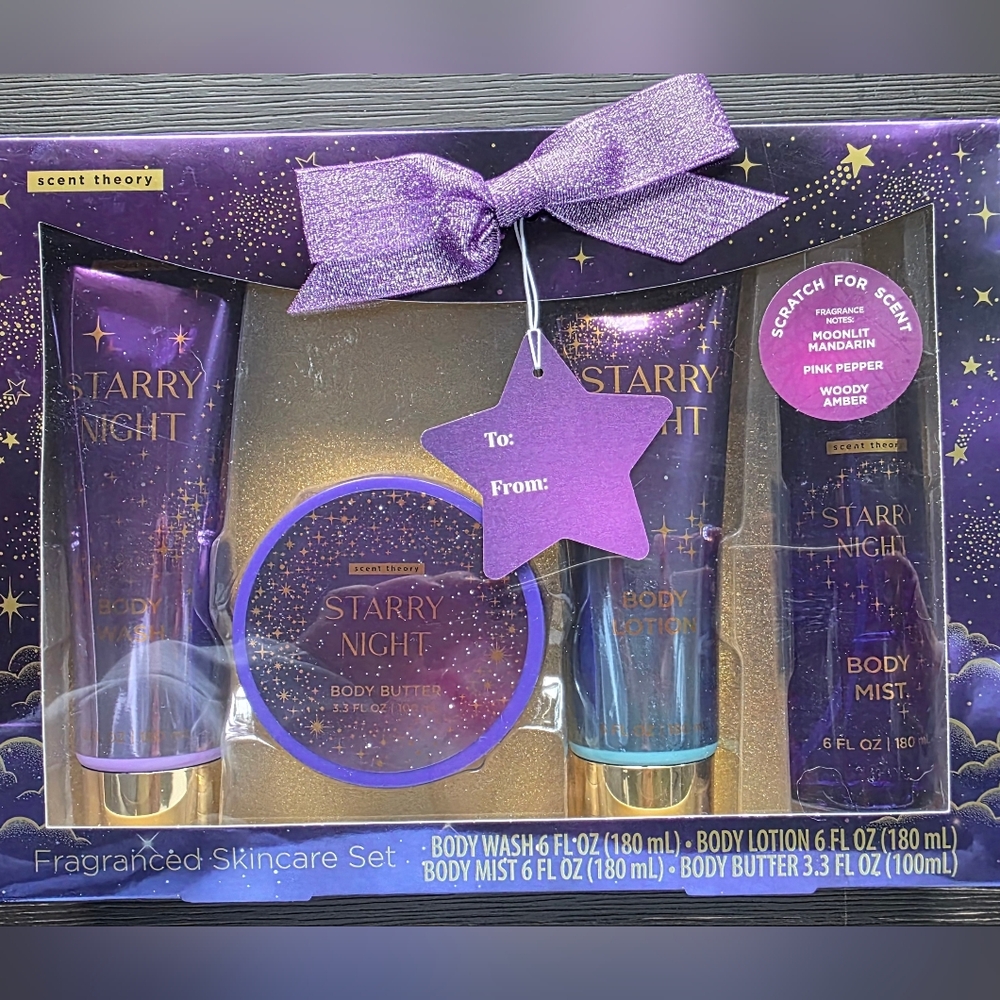 scent theory
SCRATCH FOR SCENT
FRAGRANCE
NOTES:
MOONLIT
MANDARIN
PINK PEPPER
WOODY
AMBER
STARRY
NIGHT
BODY
WASH
To:
From:
scent theory
STARRY
NIGHT
BODY BUTTER
3.3 FL OZ
STARRY
BODY
LOTION
scent theory
STARRY
NIGHT
BODY
MIST
6 FL OZ | 180
Fragranced Skincare Set
BODY WASH 6 FL OZ (180 mL) • BODY LOTION 6 FL OZ (180 mL)
BODY MIST 6 FL OZ (180 mL) • BODY BUTTER 3.3 FL OZ (100mL)